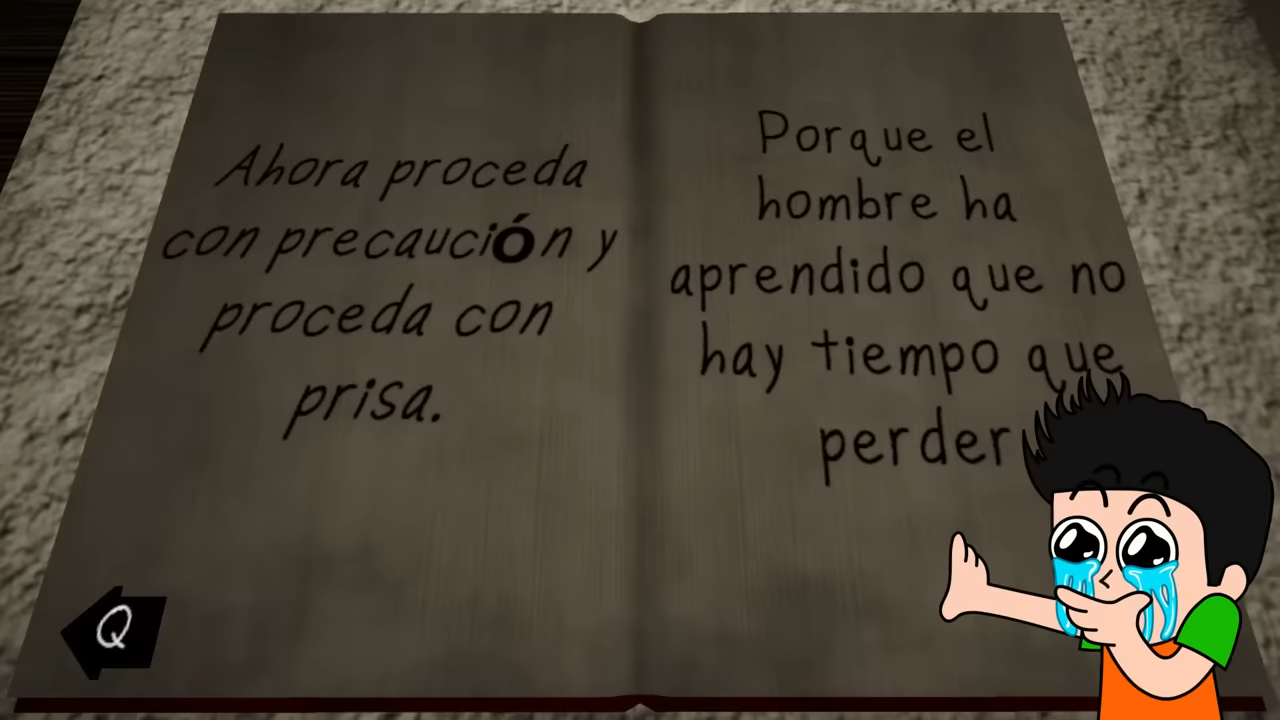 Ahora proceda
con precaución y
proceda con
prisa.
Porque el
hombre ha
aprendido que no
hay tiempo que
perder
Q